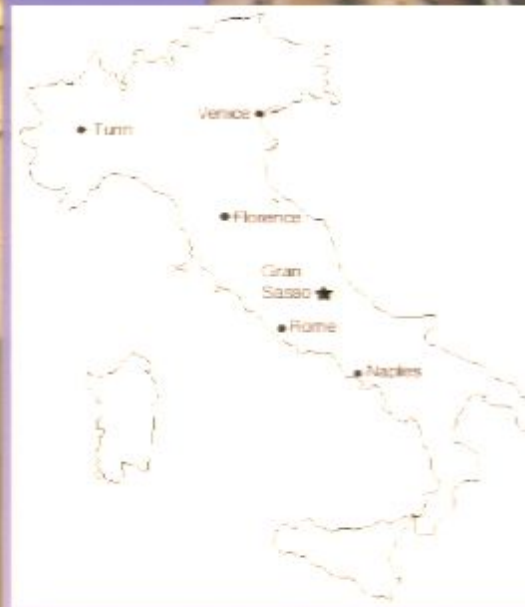 Venice
Turin
Florence
Gran
Sasso
Rome
Naples